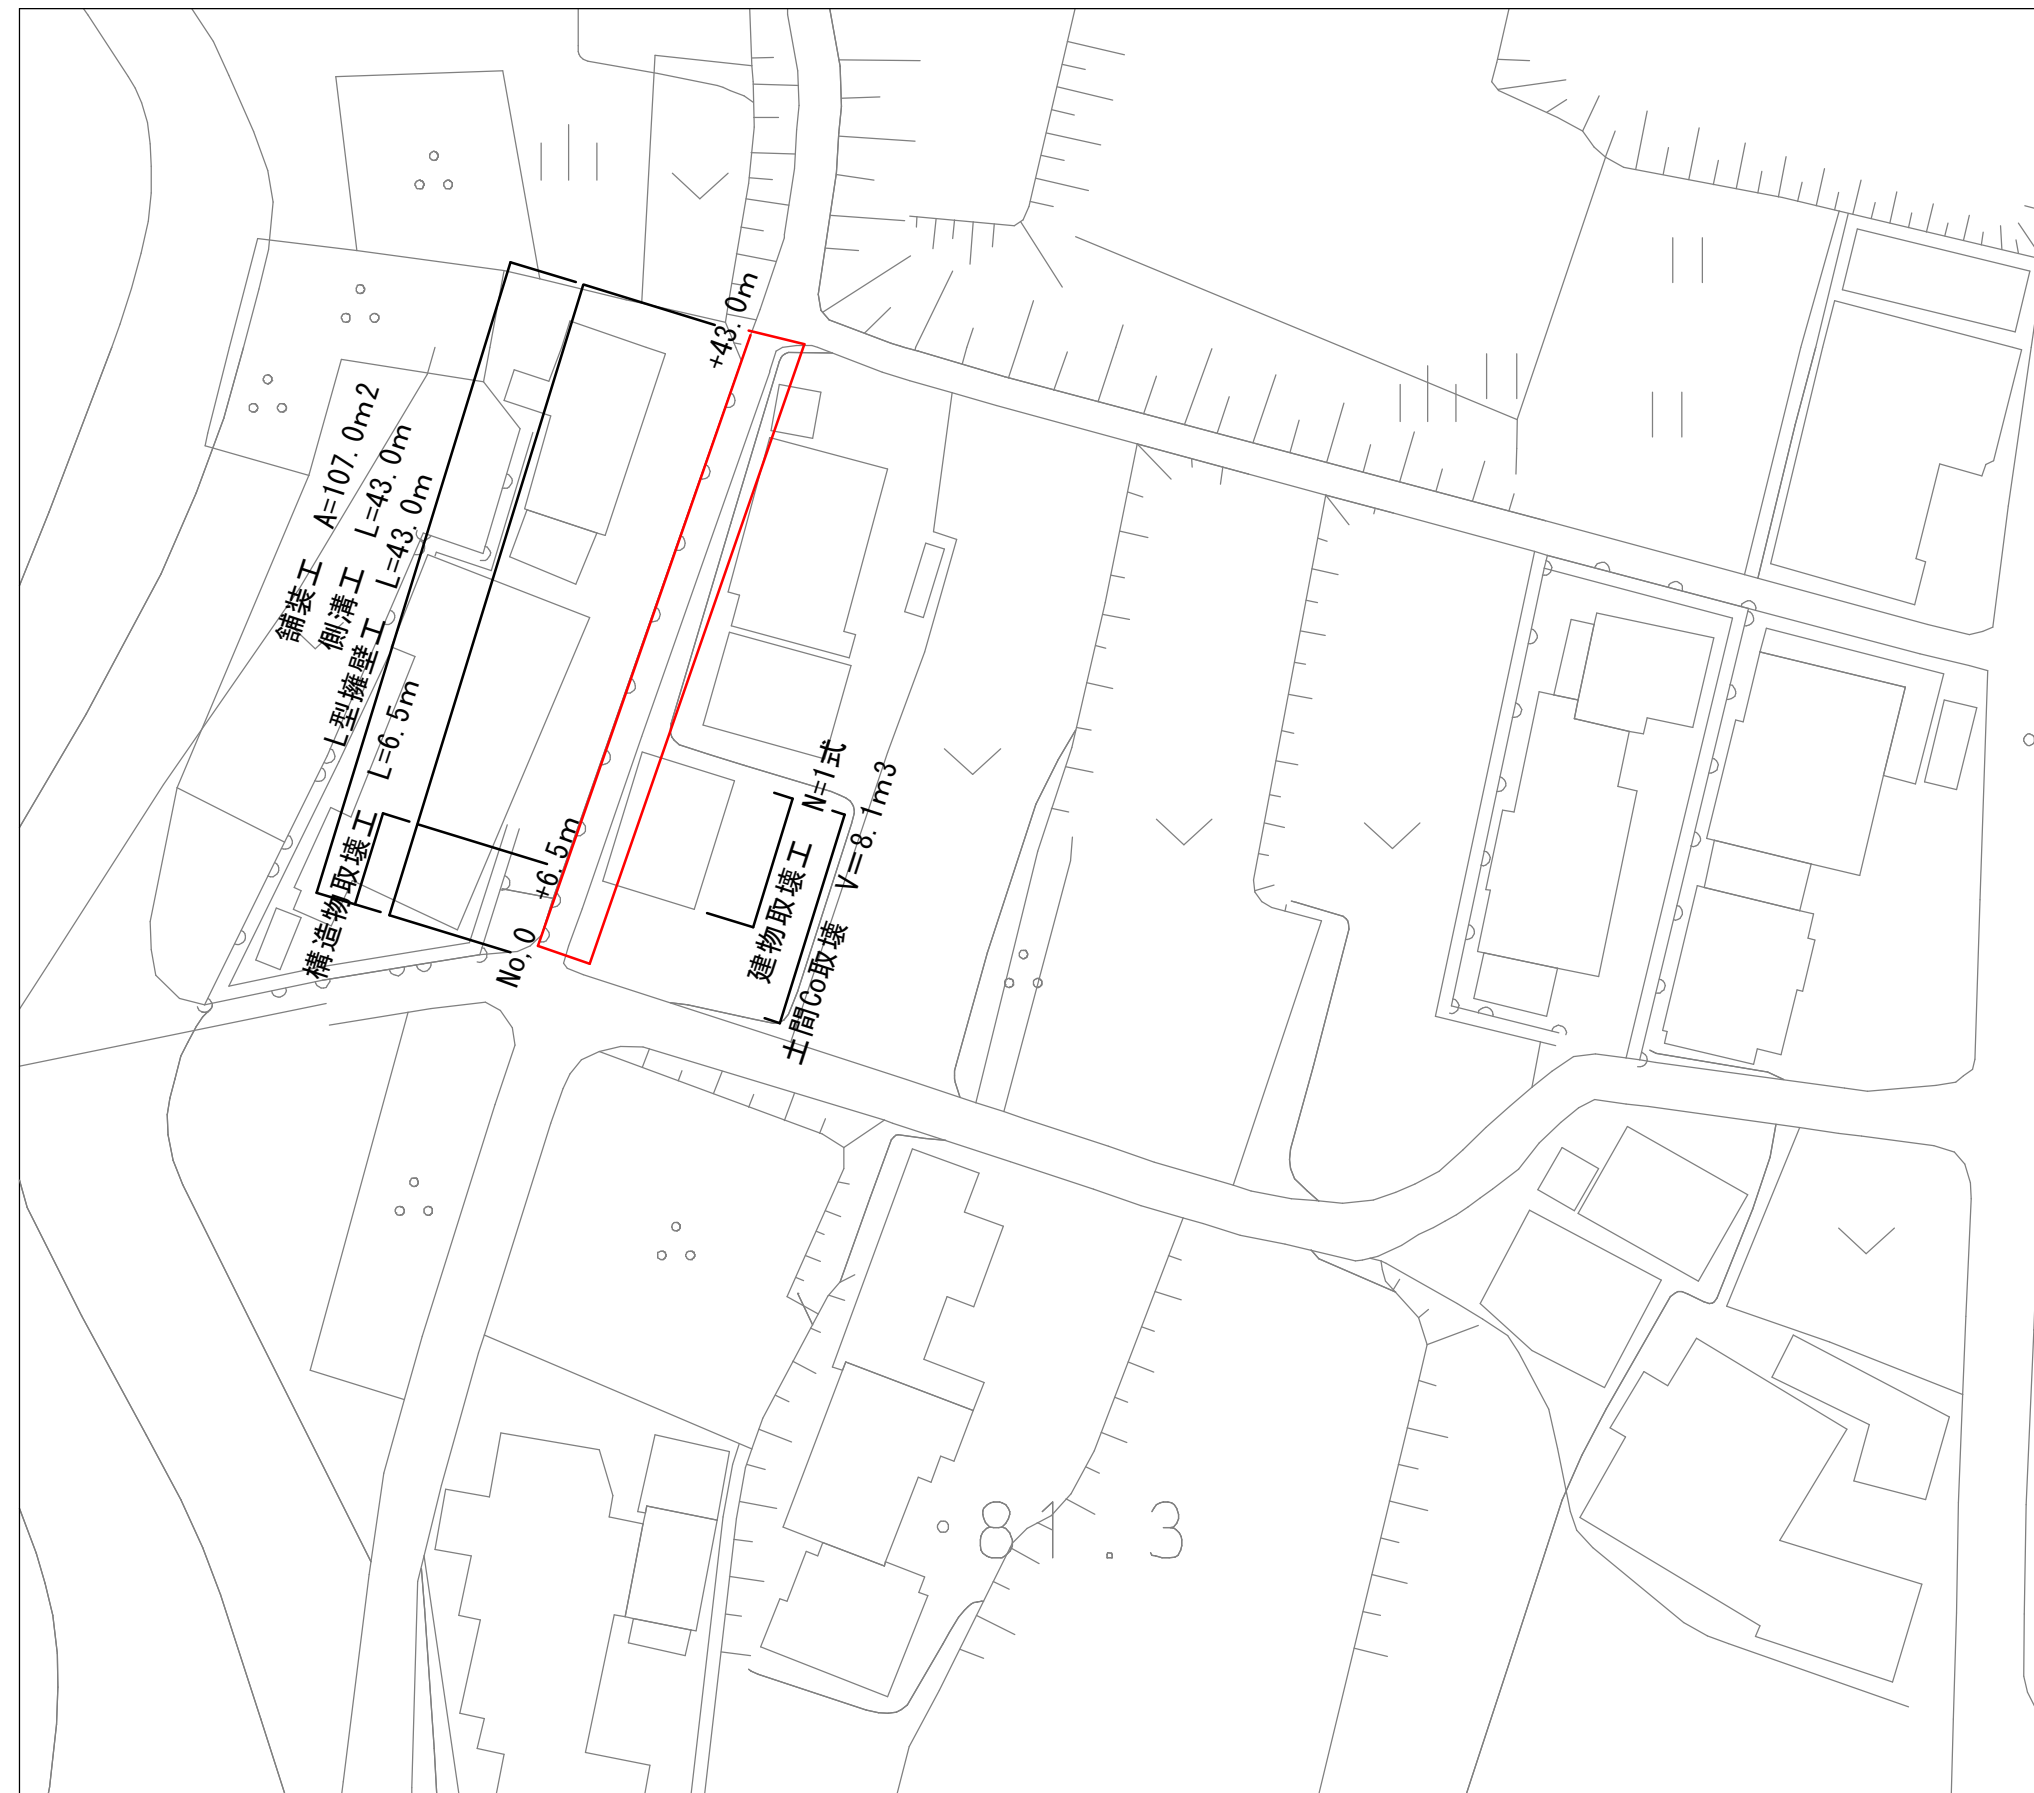 +43.0m
舗装工 A=107.0m2
側溝工 L=43.0m
L型擁壁工 L=43.0m
構造物取壊工 L=6.5m
+6.5m
No,0
建物取壊工 N=1式
土間Co取壊 V=8.1m3
81.3